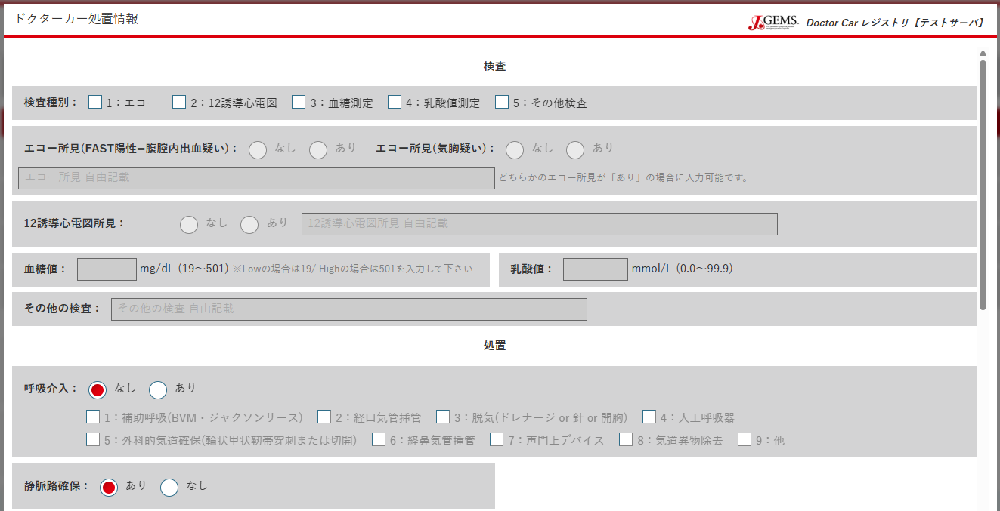 ドクターカー処置情報
J-GEMS. Doctor Car レジストリ【テストサーバ】
検査
検査種別： 1：エコー 2：12誘導心電図 3：血糖測定 4：乳酸値測定 5：その他検査
エコー所見(FAST陽性=腹腔内出血疑い)： なし あり エコー所見(気胸疑い)： なし あり
エコー所見 自由記載 どちらかのエコー所見が「あり」の場合に入力可能です。
12誘導心電図所見： なし あり 12誘導心電図所見 自由記載
血糖値： mg/dL (19～501) ※Lowの場合は19/ Highの場合は501を入力して下さい 乳酸値： mmol/L (0.0～99.9)
その他の検査： その他の検査 自由記載
処置
呼吸介入： なし あり
1：補助呼吸(BVM・ジャクソンリース) 2：経口気管挿管 3：脱気(ドレナージ or 針 or 開胸) 4：人工呼吸器
5：外科的気道確保(輪状甲状靭帯穿刺または切開) 6：経鼻気管挿管 7：声門上デバイス 8：気道異物除去 9：他
静脈路確保： あり なし